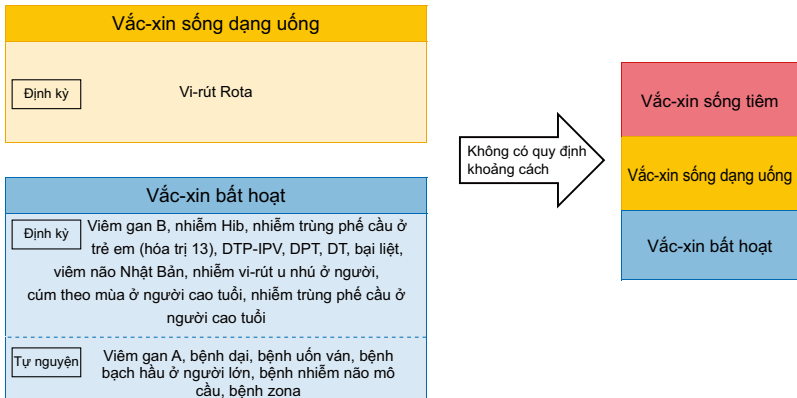 Vắc-xin sống dạng uống
Định kỳ
Vi-rút Rota
Vắc-xin bất hoạt
Định kỳ
Viêm gan B, nhiễm Hib, nhiễm trùng phế cầu ở
trẻ em (hóa trị 13), DTP-IPV, DPT, DT, bại liệt,
viêm não Nhật Bản, nhiễm vi-rút u nhú ở người,
cúm theo mùa ở người cao tuổi, nhiễm trùng phế cầu ở
người cao tuổi
Tự nguyện
Viêm gan A, bệnh dại, bệnh uốn ván, bệnh
bạch hầu ở người lớn, bệnh nhiễm não mô
cầu, bệnh zona
Không có quy định
khoảng cách
Vắc-xin sống tiêm
Vắc-xin sống dạng uống
Vắc-xin bất hoạt